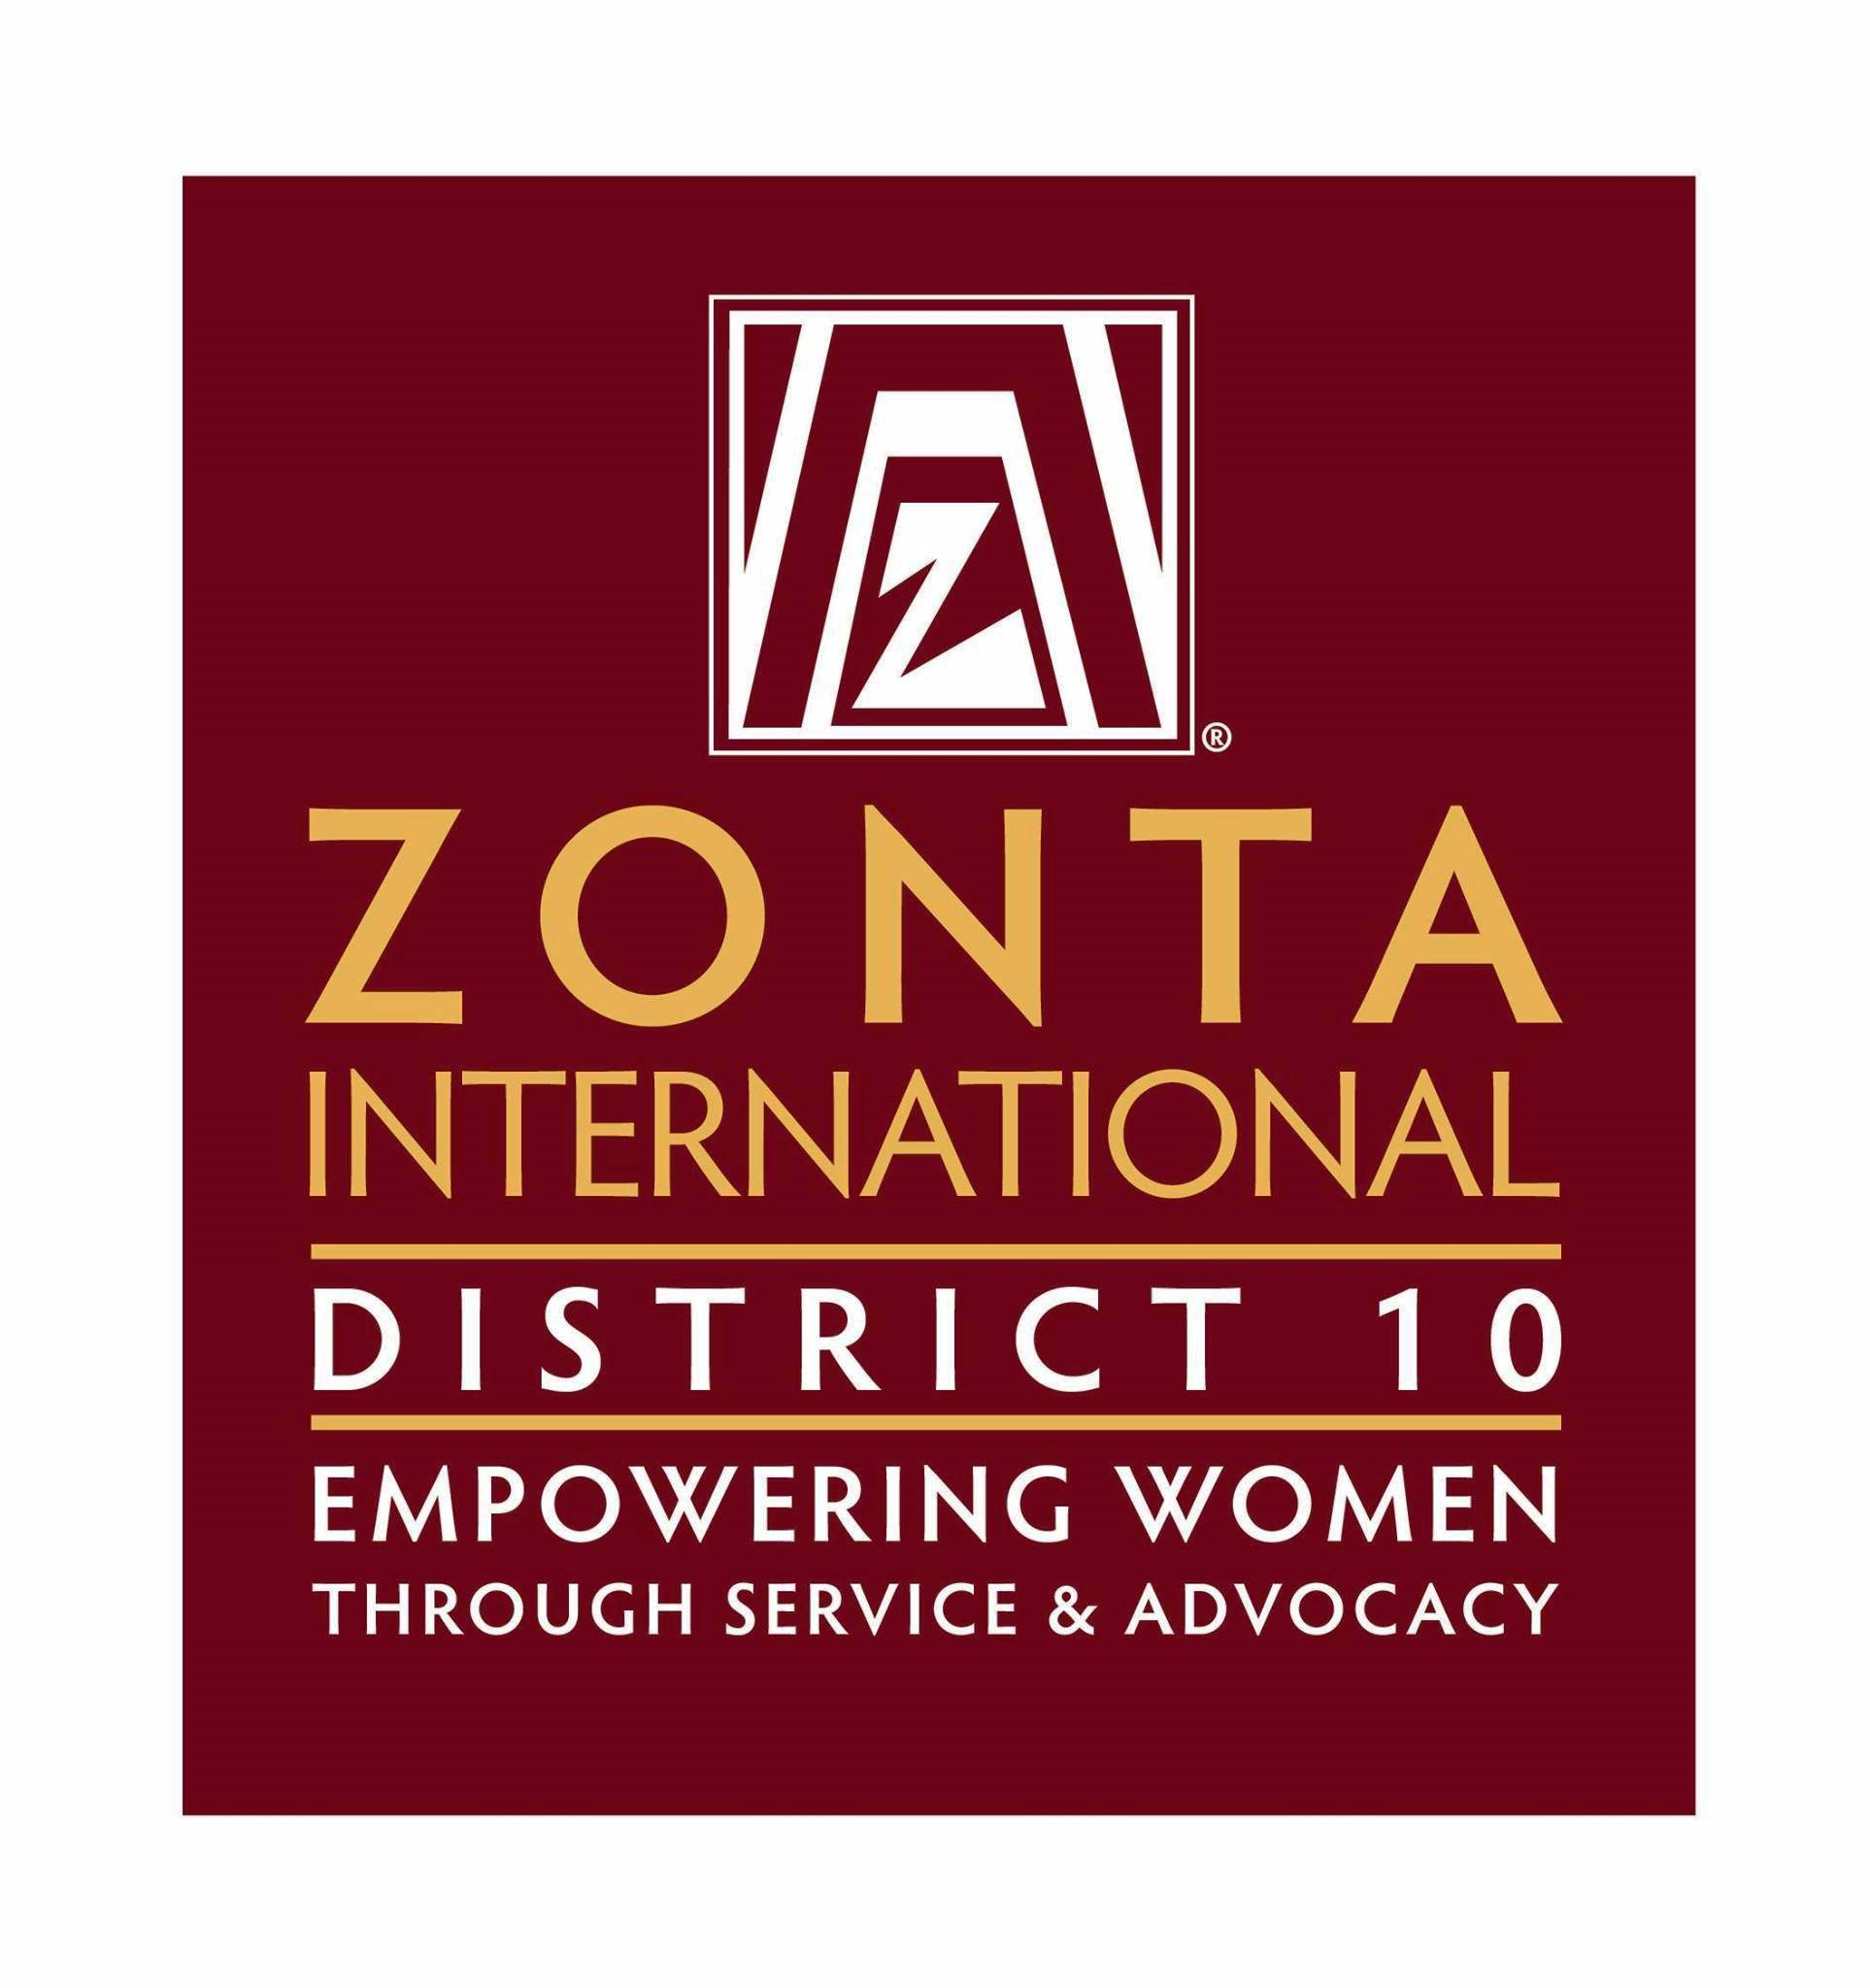 Z
®
ZONTA
INTERNATIONAL
DISTRICT 10
EMPOWERING WOMEN
THROUGH SERVICE & ADVOCACY